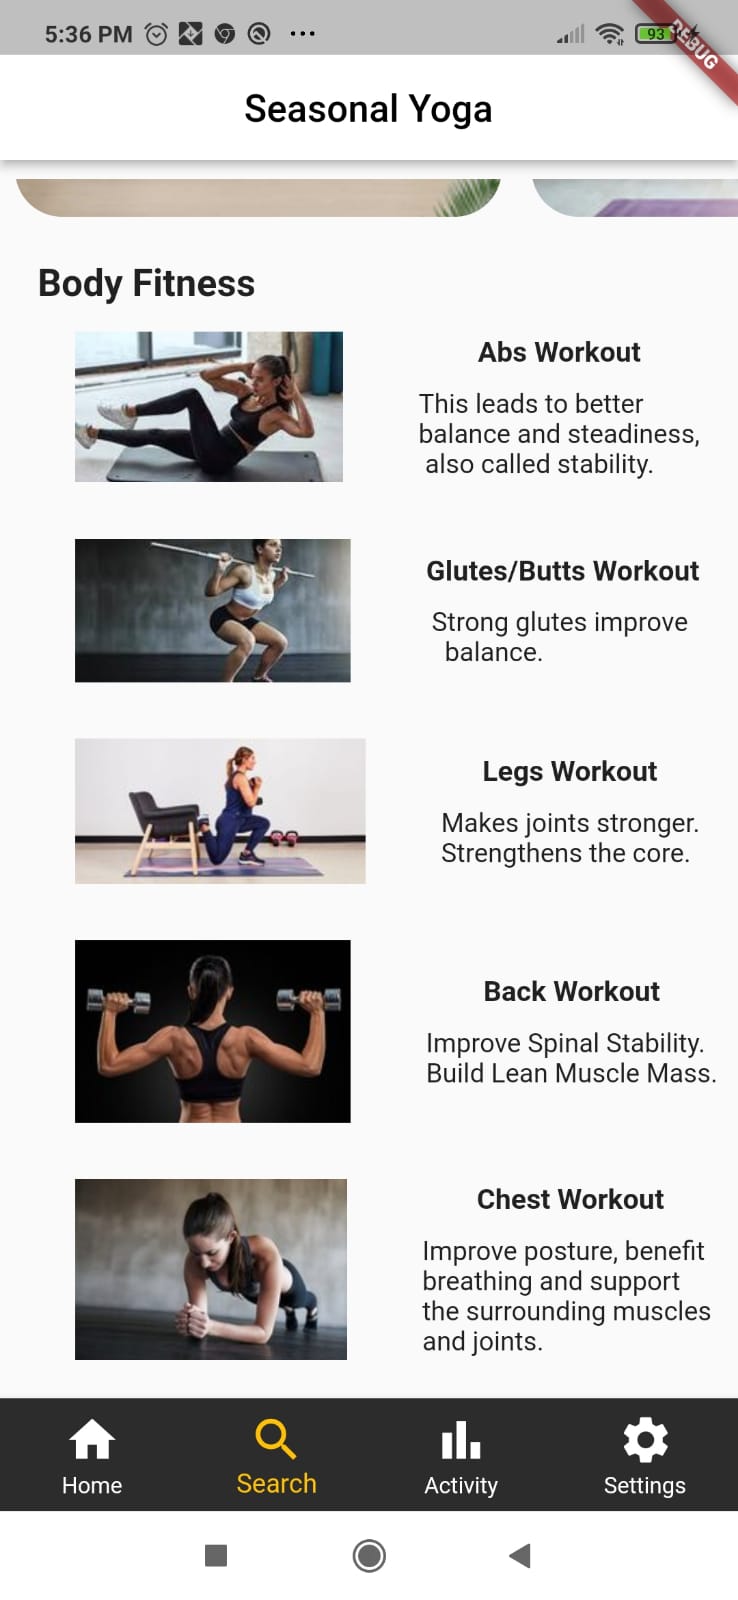 5:36 PM
93
DEBUG
Seasonal Yoga
Body Fitness
Abs Workout
This leads to better
balance and steadiness,
also called stability.
Glutes/Butts Workout
Strong glutes improve
balance.
Legs Workout
Makes joints stronger.
Strengthens the core.
Back Workout
Improve Spinal Stability.
Build Lean Muscle Mass.
Chest Workout
Improve posture, benefit
breathing and support
the surrounding muscles
and joints.
Home
Search
Activity
Settings